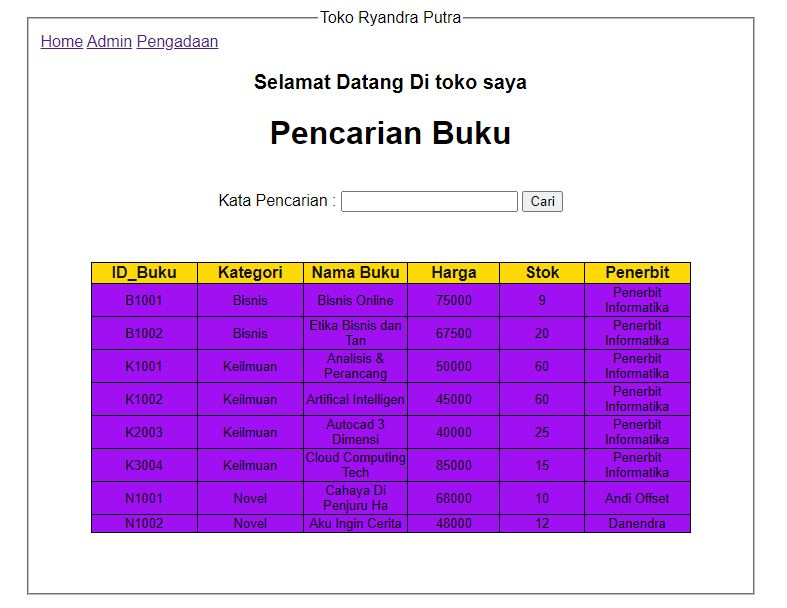 Toko Ryandra Putra
Home Admin Pengadaan
Selamat Datang Di toko saya
Pencarian Buku
Kata Pencarian : Cari
ID_Buku Kategori Nama Buku Harga Stok Penerbit
B1001 Bisnis Bisnis Online 75000 9 Penerbit Informatika
B1002 Bisnis Etika Bisnis dan Tan 67500 20 Penerbit Informatika
K1001 Keilmuan Analisis & Perancang 50000 60 Penerbit Informatika
K1002 Keilmuan Artifical Intelligen 45000 60 Penerbit Informatika
K2003 Keilmuan Autocad 3 Dimensi 40000 25 Penerbit Informatika
K3004 Keilmuan Cloud Computing Tech 85000 15 Penerbit Informatika
N1001 Novel Cahaya Di Penjuru Ha 68000 10 Andi Offset
N1002 Novel Aku Ingin Cerita 48000 12 Danendra